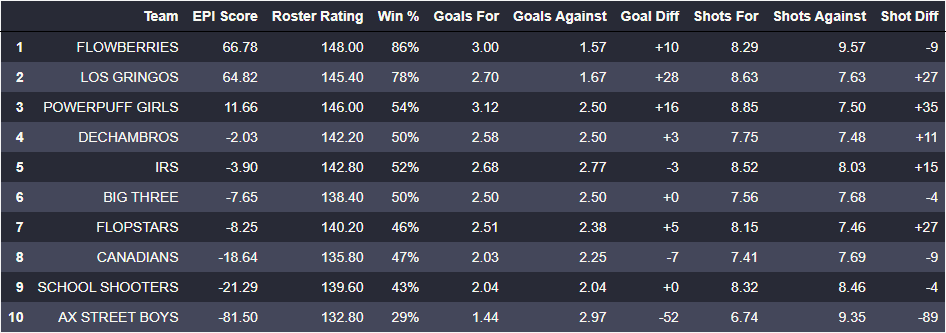 Team EPI Score Roster Rating Win % Goals For Goals Against Goal Diff Shots For Shots Against Shot Diff
1 FLOWBERRIES 66.78 148.00 86% 3.00 1.57 +10 8.29 9.57 -9
2 LOS GRINGOS 64.82 145.40 78% 2.70 1.67 +28 8.63 7.63 +27
3 POWERPUFF GIRLS 11.66 146.00 54% 3.12 2.50 +16 8.85 7.50 +35
4 DECHAMBROS -2.03 142.20 50% 2.58 2.50 +3 7.75 7.48 +11
5 IRS -3.90 142.80 52% 2.68 2.77 -3 8.52 8.03 +15
6 BIG THREE -7.65 138.40 50% 2.50 2.50 +0 7.56 7.68 -4
7 FLOPSTARS -8.25 140.20 46% 2.51 2.38 +5 8.15 7.46 +27
8 CANADIANS -18.64 135.80 47% 2.03 2.25 -7 7.41 7.69 -9
9 SCHOOL SHOOTERS -21.29 139.60 43% 2.04 2.04 +0 8.32 8.46 -4
10 AX STREET BOYS -81.50 132.80 29% 1.44 2.97 -52 6.74 9.35 -89